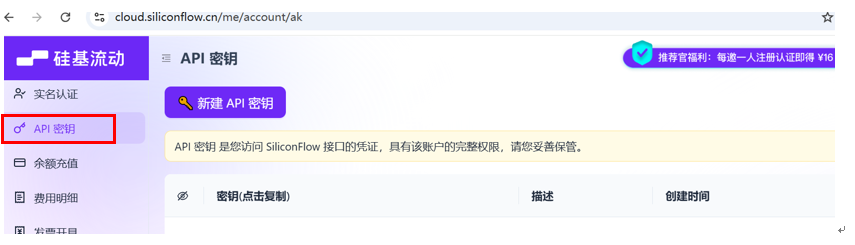 cloud.siliconflow.cn/me/account/ak
硅基流动
API 密钥
推荐官福利：每邀一人注册认证即得 ¥16
实名认证
新建 API 密钥
API 密钥
API 密钥 是您访问 SiliconFlow 接口的凭证，具有该账户的完整权限，请您妥善保管。
余额充值
密钥(点击复制) 描述 创建时间
费用明细
发票开具